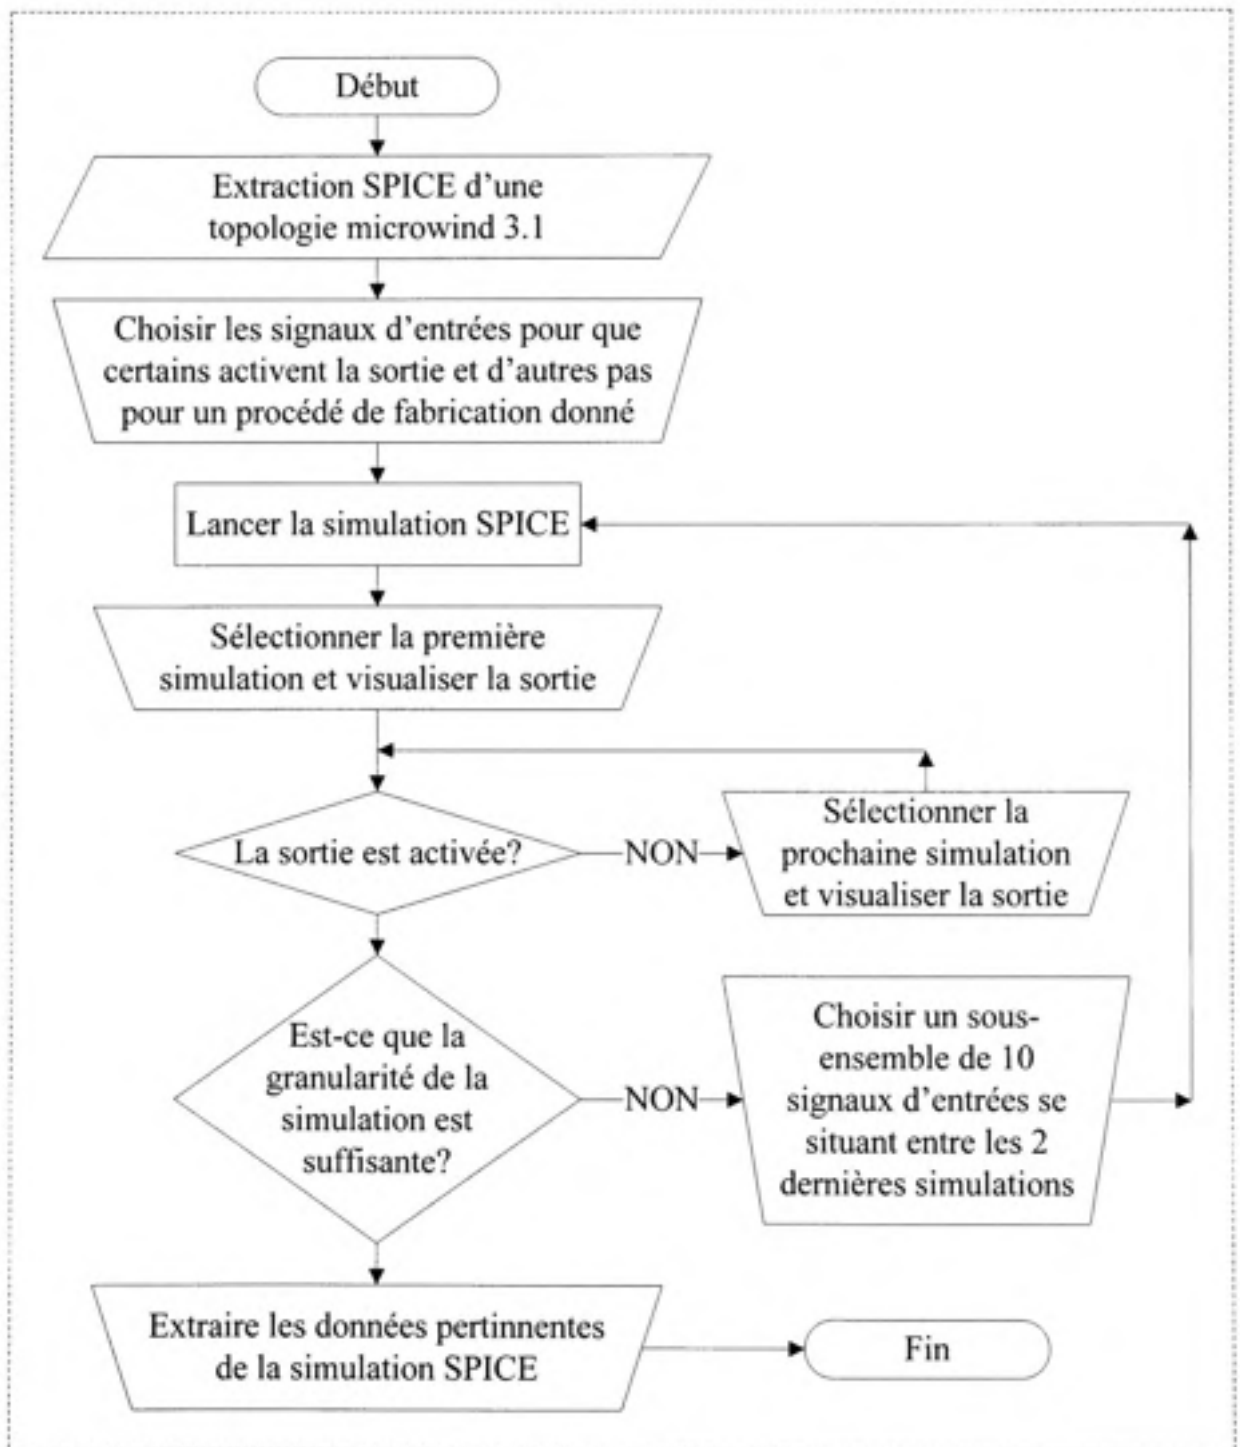 Début
Extraction SPICE d'une
topologie microwind 3.1
Choisir les signaux d'entrées pour que
certains activent la sortie et d'autres pas
pour un procédé de fabrication donné
Lancer la simulation SPICE
Sélectionner la première
simulation et visualiser la sortie
La sortie est activée?
NON
Sélectionner la
prochaine simulation
et visualiser la sortie
Est-ce que la
granularité de la
simulation est
suffisante?
NON
Choisir un sous-
ensemble de 10
signaux d'entrées se
situant entre les 2
dernières simulations
Extraire les données pertinnentes
de la simulation SPICE
Fin